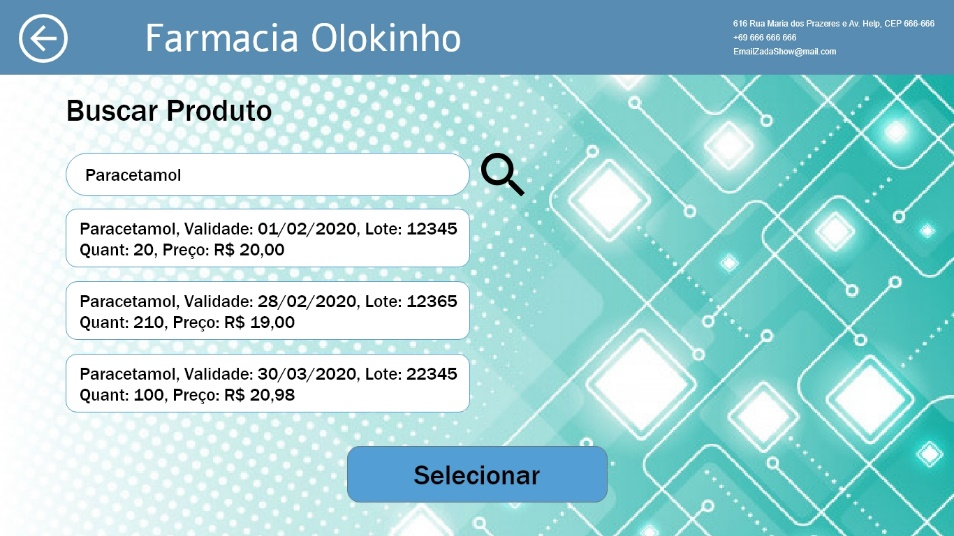 Farmacia Olokinho
616 Rua Maria dos Prazeres e Av. Help, CEP 666-666
+69 666 666 666
EmailZadaShow@mail.com
Buscar Produto
Paracetamol
Paracetamol, Validade: 01/02/2020, Lote: 12345
Quant: 20, Preço: R$ 20,00
Paracetamol, Validade: 28/02/2020, Lote: 12365
Quant: 210, Preço: R$ 19,00
Paracetamol, Validade: 30/03/2020, Lote: 22345
Quant: 100, Preço: R$ 20,98
Selecionar